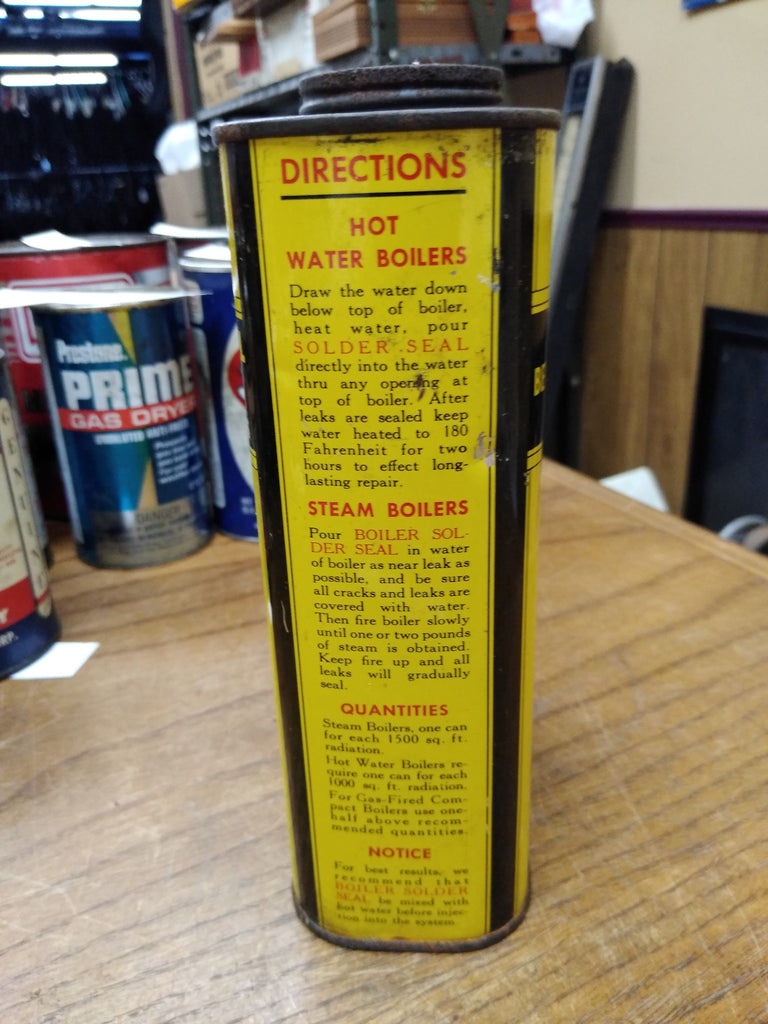 DIRECTIONS
HOT
WATER BOILERS
Draw the water down
below top of boiler,
heat water, pour
SOLDER SEAL
directly into the water
thru any opening at
top of boiler. After
leaks are sealed keep
water heated to 180
Fahrenheit for two
hours to effect long-
lasting repair.
STEAM BOILERS
Pour BOILER SOL-
DER SEAL in water
of boiler as near leak as
possible, and be sure
all cracks and leaks are
covered with water.
Then fire boiler slowly
until one or two pounds
of steam is obtained.
Keep fire up and all
leaks will gradually
seal.
QUANTITIES
Steam Boilers, one can
for each 1500 sq. ft.
radiation.
Hot Water Boilers re-
quire one can for each
1000 sq. ft. radiation.
For Gas-Fired Com-
pact Boilers use one-
half above recom-
mended quantities.
NOTICE
For best results, we
recommend that
BOILER SOLDER
SEAL be mixed with
hot water before injec-
tion into the system.
Prestone
PRIME
GAS DRYER
DANGER